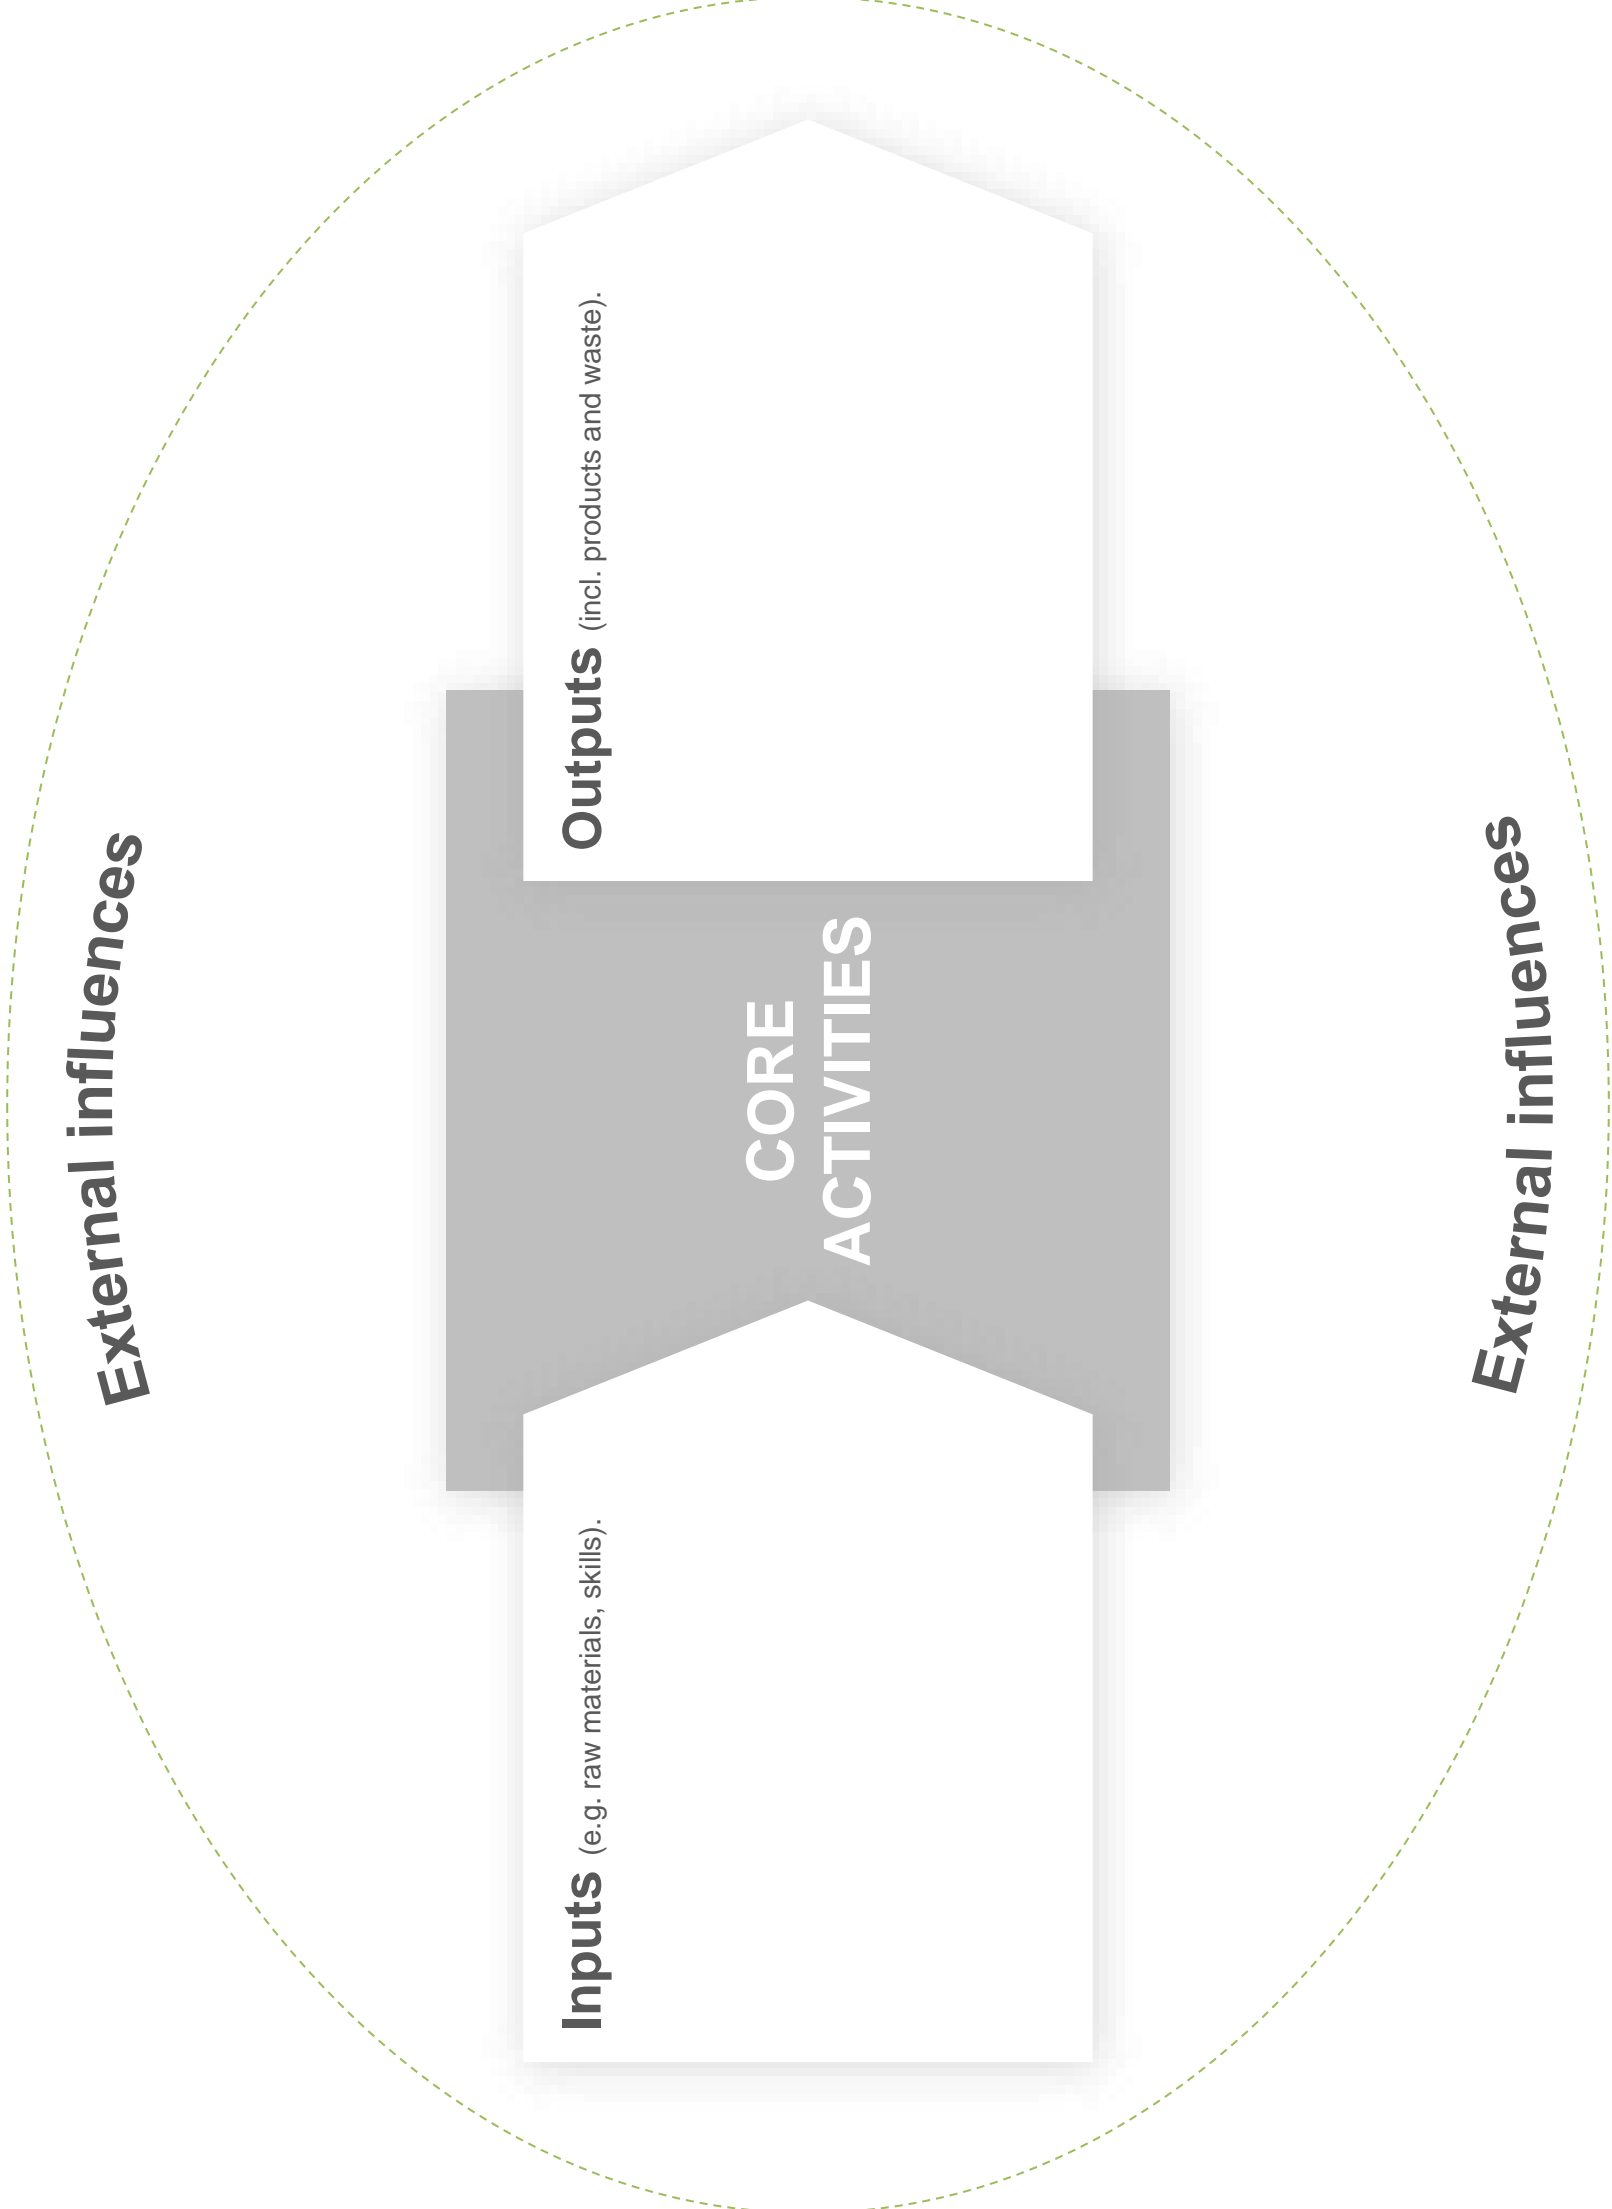 External influences
Inputs (e.g. raw materials, skills).
CORE
ACTIVITIES
Outputs (incl. products and waste).
External influences